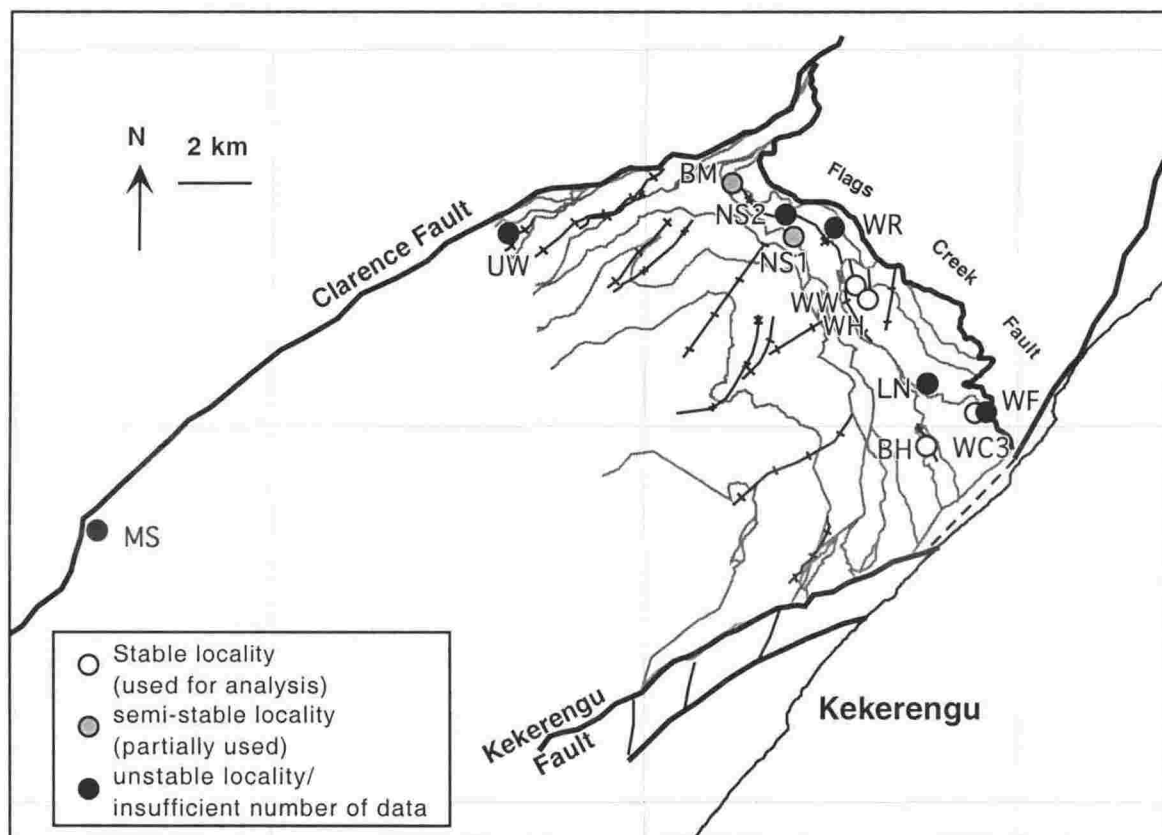 N
2 km
Clarence Fault
Flags
Creek
Fault
BM
NS2
WR
UW
NS1
WW
WH
LN
WF
BH
WC3
MS
Stable locality
(used for analysis)
semi-stable locality
(partially used)
unstable locality/
insufficient number of data
Kekerengu
Fault
Kekerengu